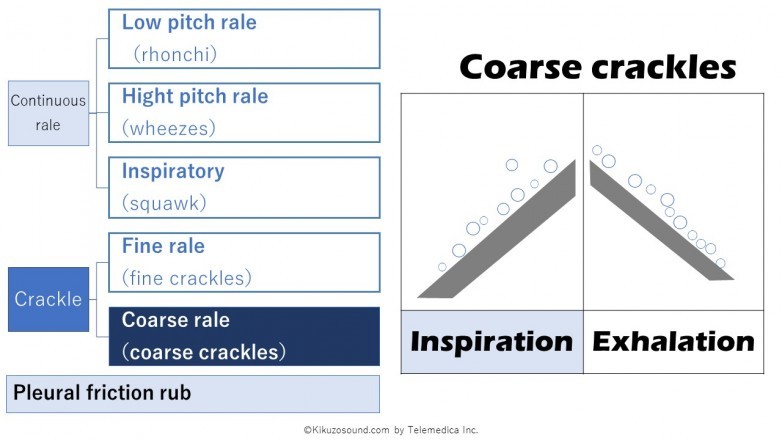 Low pitch rale
(rhonchi)
Continuous
rale
Hight pitch rale
(wheezes)
Inspiratory
(squawk)
Fine rale
(fine crackles)
Crackle
Coarse rale
(coarse crackles)
Pleural friction rub
Coarse crackles
Inspiration
Exhalation
©Kikuzosound.com by Telemedica Inc.